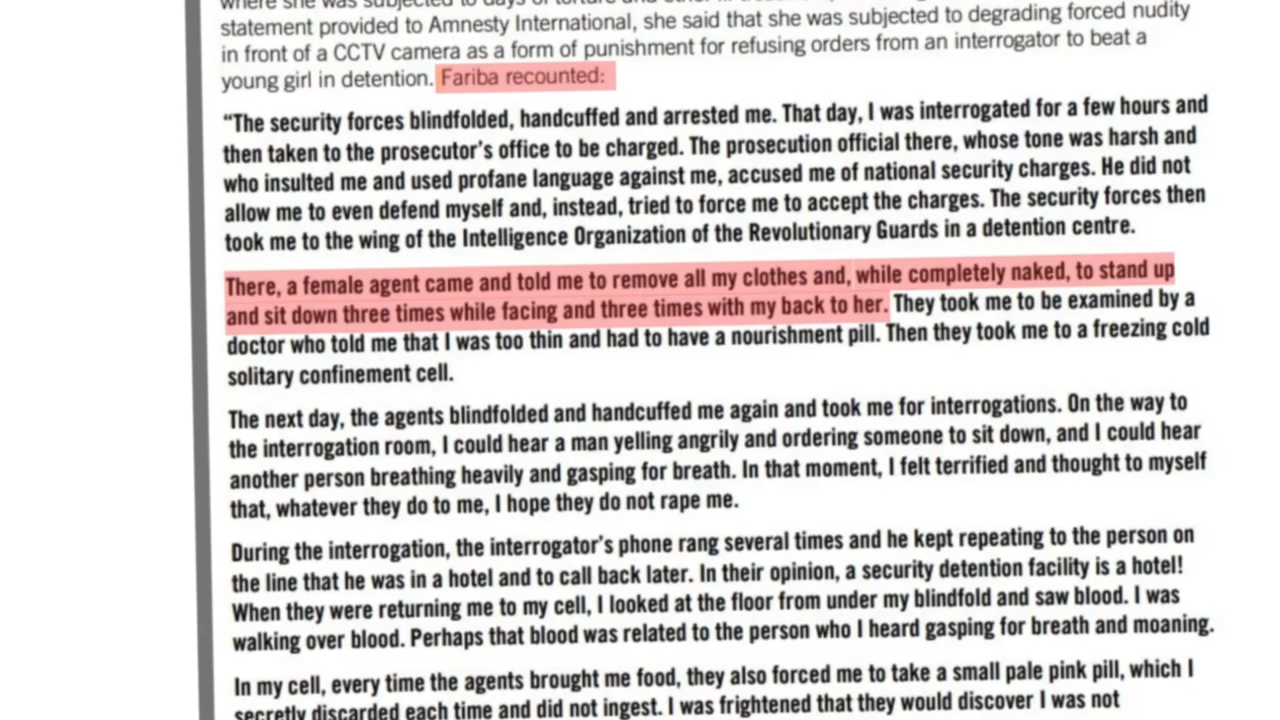 statement provided to Amnesty International, she said that she was subjected to degrading forced nudity
in front of a CCTV camera as a form of punishment for refusing orders from an interrogator to beat a
young girl in detention. Fariba recounted:
“The security forces blindfolded, handcuffed and arrested me. That day, I was interrogated for a few hours and
then taken to the prosecutor’s office to be charged. The prosecution official there, whose tone was harsh and
who insulted me and used profane language against me, accused me of national security charges. He did not
allow me to even defend myself and, instead, tried to force me to accept the charges. The security forces then
took me to the wing of the Intelligence Organization of the Revolutionary Guards in a detention centre.
There, a female agent came and told me to remove all my clothes and, while completely naked, to stand up
and sit down three times while facing and three times with my back to her. They took me to be examined by a
doctor who told me that I was too thin and had to have a nourishment pill. Then they took me to a freezing cold
solitary confinement cell.
The next day, the agents blindfolded and handcuffed me again and took me for interrogations. On the way to
the interrogation room, I could hear a man yelling angrily and ordering someone to sit down, and I could hear
another person breathing heavily and gasping for breath. In that moment, I felt terrified and thought to myself
that, whatever they do to me, I hope they do not rape me.
During the interrogation, the interrogator’s phone rang several times and he kept repeating to the person on
the line that he was in a hotel and to call back later. In their opinion, a security detention facility is a hotel!
When they were returning me to my cell, I looked at the floor from under my blindfold and saw blood. I was
walking over blood. Perhaps that blood was related to the person who I heard gasping for breath and moaning.
In my cell, every time the agents brought me food, they also forced me to take a small pale pink pill, which I
secretly discarded each time and did not ingest. I was frightened that they would discover I was not